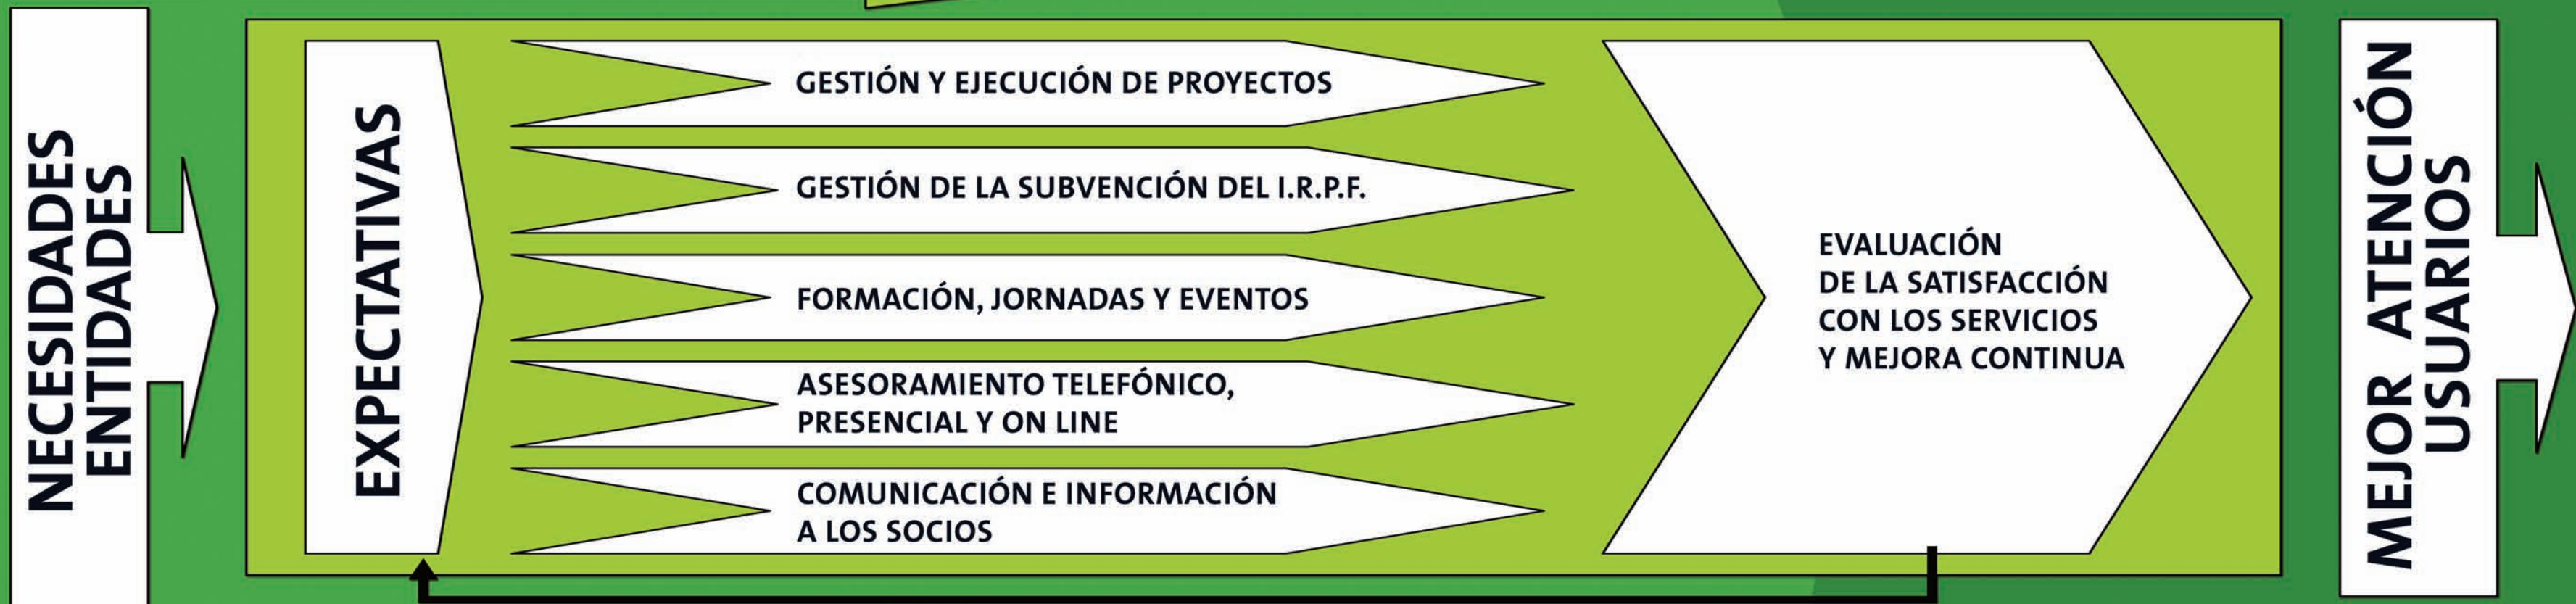 NECESIDADES
ENTIDADES
EXPECTATIVAS
GESTIÓN Y EJECUCIÓN DE PROYECTOS
GESTIÓN DE LA SUBVENCIÓN DEL I.R.P.F.
FORMACIÓN, JORNADAS Y EVENTOS
ASESORAMIENTO TELEFÓNICO,
PRESENCIAL Y ON LINE
COMUNICACIÓN E INFORMACIÓN
A LOS SOCIOS
EVALUACIÓN
DE LA SATISFACCIÓN
CON LOS SERVICIOS
Y MEJORA CONTINUA
MEJOR ATENCIÓN
USUARIOS